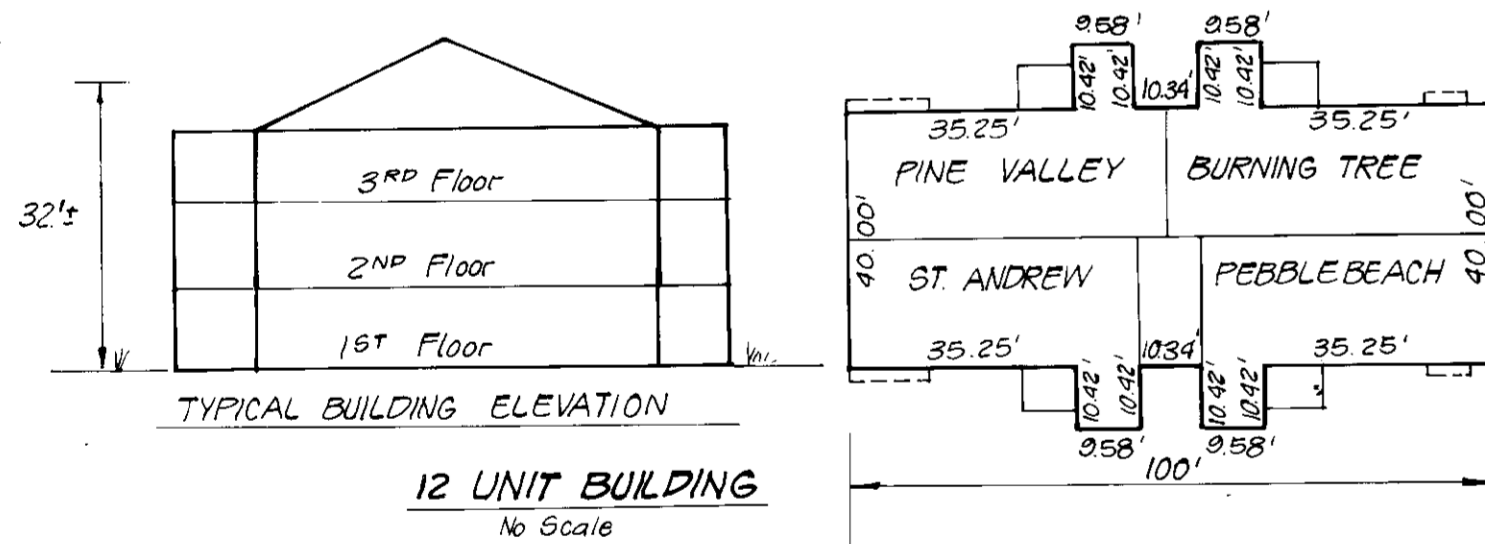 32'±
3RD Floor
2ND Floor
1ST Floor
TYPICAL BUILDING ELEVATION
12 UNIT BUILDING
No Scale
9.58' 9.58'
10.42' 10.42' 10.34' 10.42' 10.42'
35.25' 35.25'
PINE VALLEY BURNING TREE
40.00' 40.00'
ST. ANDREW PEBBLE BEACH
35.25' 10.34' 35.25'
10.42' 10.42' 10.42' 10.42'
9.58' 9.58'
100'